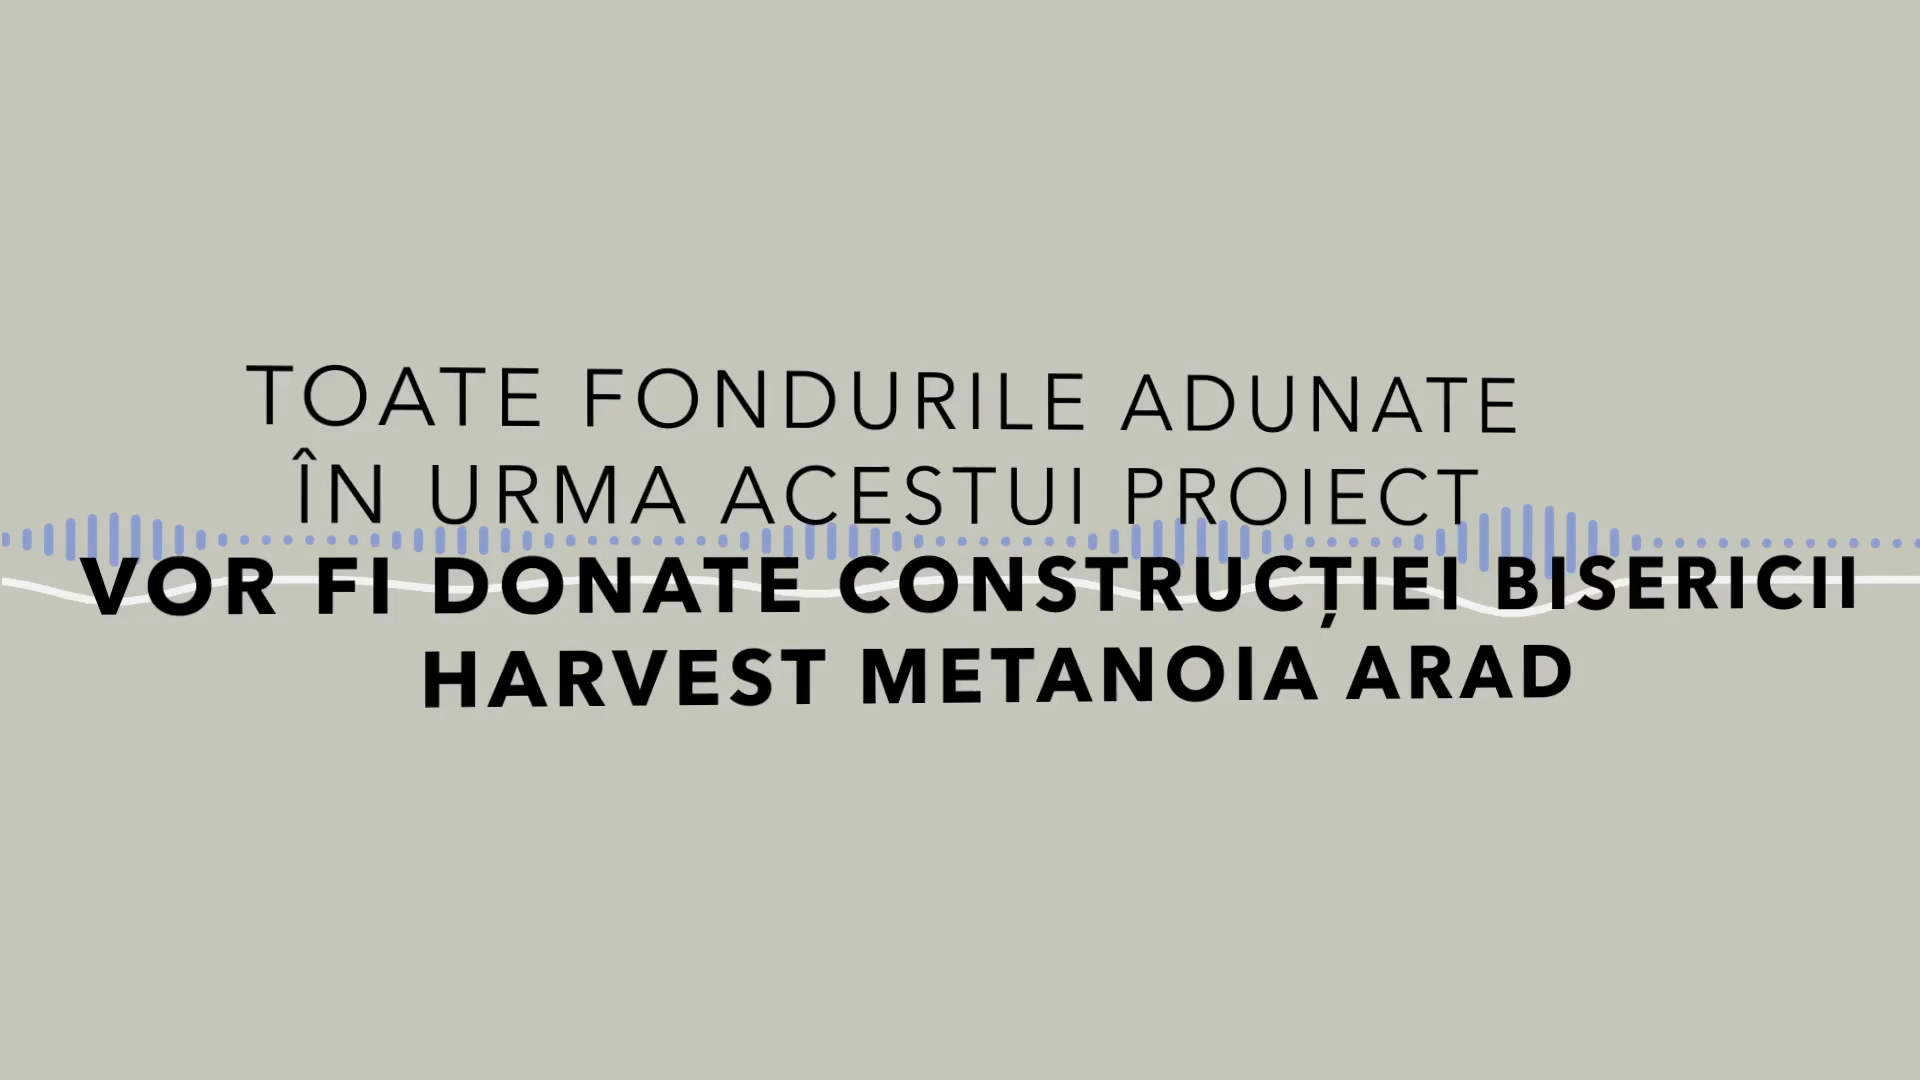 TOATE FONDURILE ADUNATE
ÎN URMA ACESTUI PROIECT
VOR FI DONATE CONSTRUCȚIEI BISERICII
HARVEST METANOIA ARAD